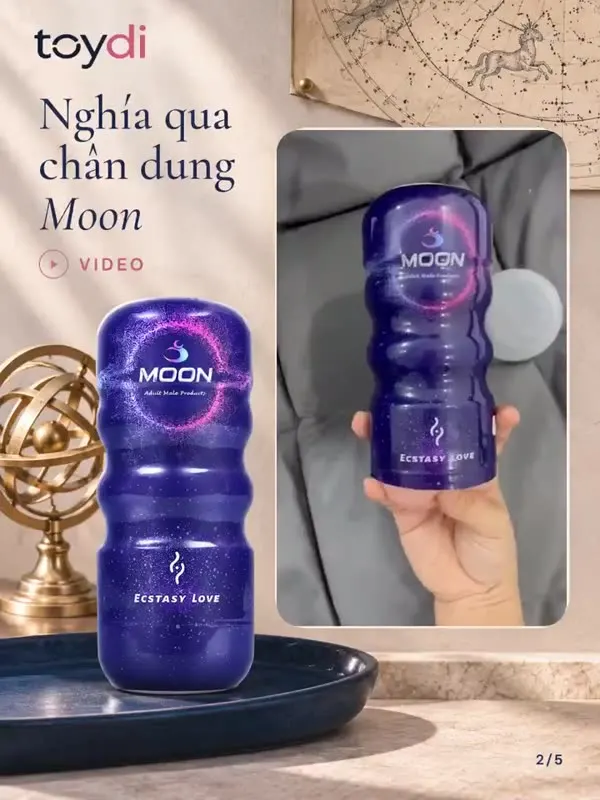 toydi
Nghía qua
chân dung
Moon
VIDEO
MOON
Adult Male Products
ECSTASY LOVE
MOON
Adult Male Products
ECSTASY LOVE
2/5